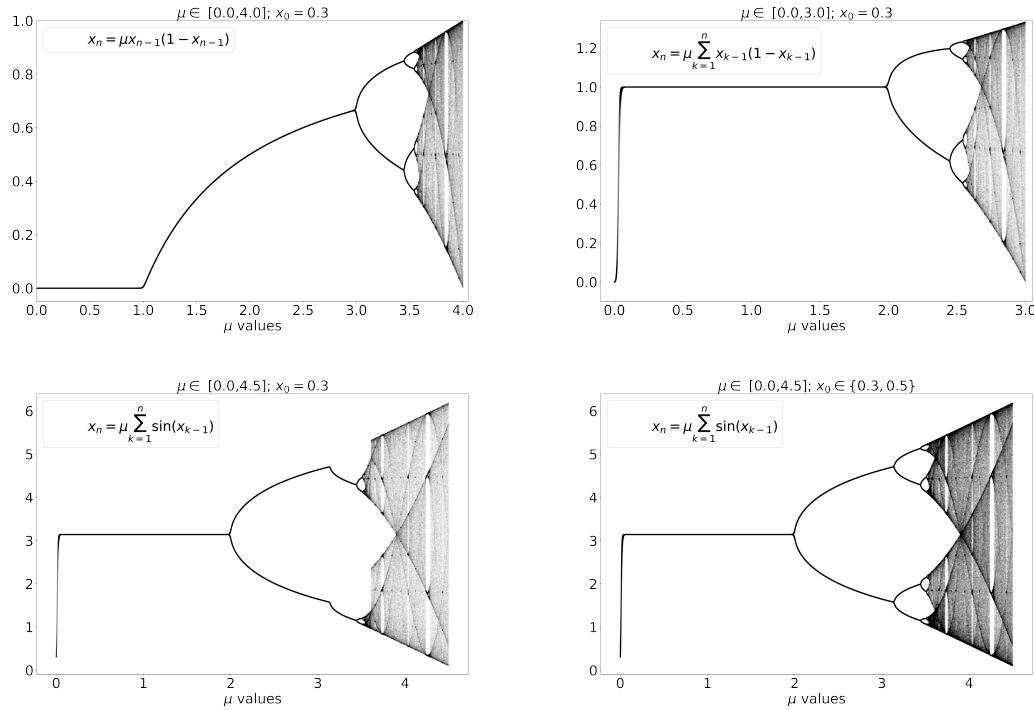 μ ∈ [0.0,4.0]; x₀ = 0.3
xₙ = μxₙ₋₁(1 − xₙ₋₁)
1.0
0.8
0.6
0.4
0.2
0.0
0.0 0.5 1.0 1.5 2.0 2.5 3.0 3.5 4.0
μ values
μ ∈ [0.0,3.0]; x₀ = 0.3
xₙ = μ ∑ₖ₌₁ⁿ xₖ₋₁(1 − xₖ₋₁)
1.2
1.0
0.8
0.6
0.4
0.2
0.0
0.0 0.5 1.0 1.5 2.0 2.5 3.0
μ values
μ ∈ [0.0,4.5]; x₀ = 0.3
xₙ = μ ∑ₖ₌₁ⁿ sin(xₖ₋₁)
6
5
4
3
2
1
0
0 1 2 3 4
μ values
μ ∈ [0.0,4.5]; x₀ ∈ {0.3, 0.5}
xₙ = μ ∑ₖ₌₁ⁿ sin(xₖ₋₁)
6
5
4
3
2
1
0
0 1 2 3 4
μ values